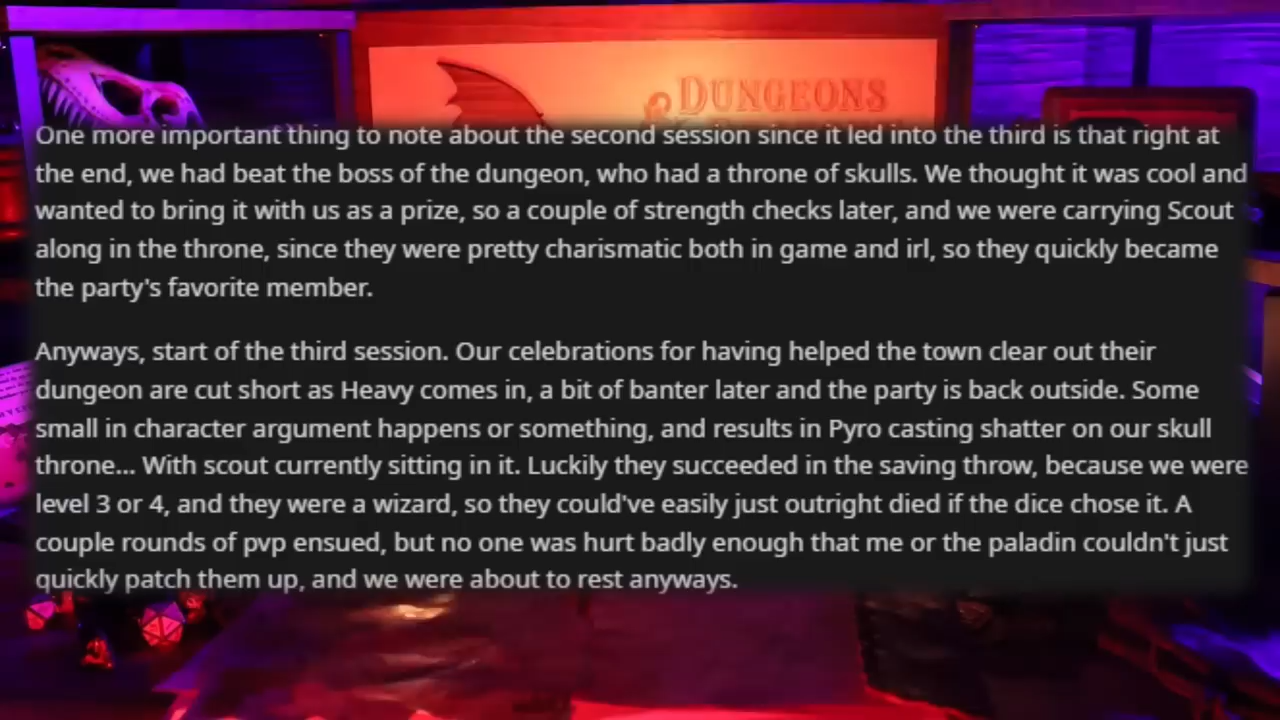 DUNGEONS
One more important thing to note about the second session since it led into the third is that right at
the end, we had beat the boss of the dungeon, who had a throne of skulls. We thought it was cool and
wanted to bring it with us as a prize, so a couple of strength checks later, and we were carrying Scout
along in the throne, since they were pretty charismatic both in game and irl, so they quickly became
the party's favorite member.
Anyways, start of the third session. Our celebrations for having helped the town clear out their
dungeon are cut short as Heavy comes in, a bit of banter later and the party is back outside. Some
small in character argument happens or something, and results in Pyro casting shatter on our skull
throne... With scout currently sitting in it. Luckily they succeeded in the saving throw, because we were
level 3 or 4, and they were a wizard, so they could've easily just outright died if the dice chose it. A
couple rounds of pvp ensued, but no one was hurt badly enough that me or the paladin couldn't just
quickly patch them up, and we were about to rest anyways.